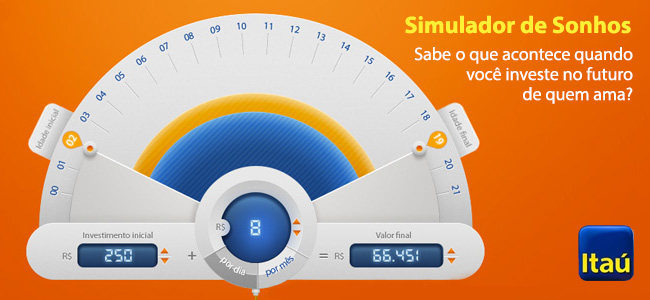 Simulador de Sonhos
Sabe o que acontece quando
você investe no futuro
de quem ama?
Idade inicial
Idade final
00
01
02
03
04
05
06
07
08
09
10
11
12
13
14
15
16
17
18
19
20
21
Investimento inicial
R$ 250
+
R$ 8
por dia
por mês
=
Valor final
R$ 66.451
Itaú